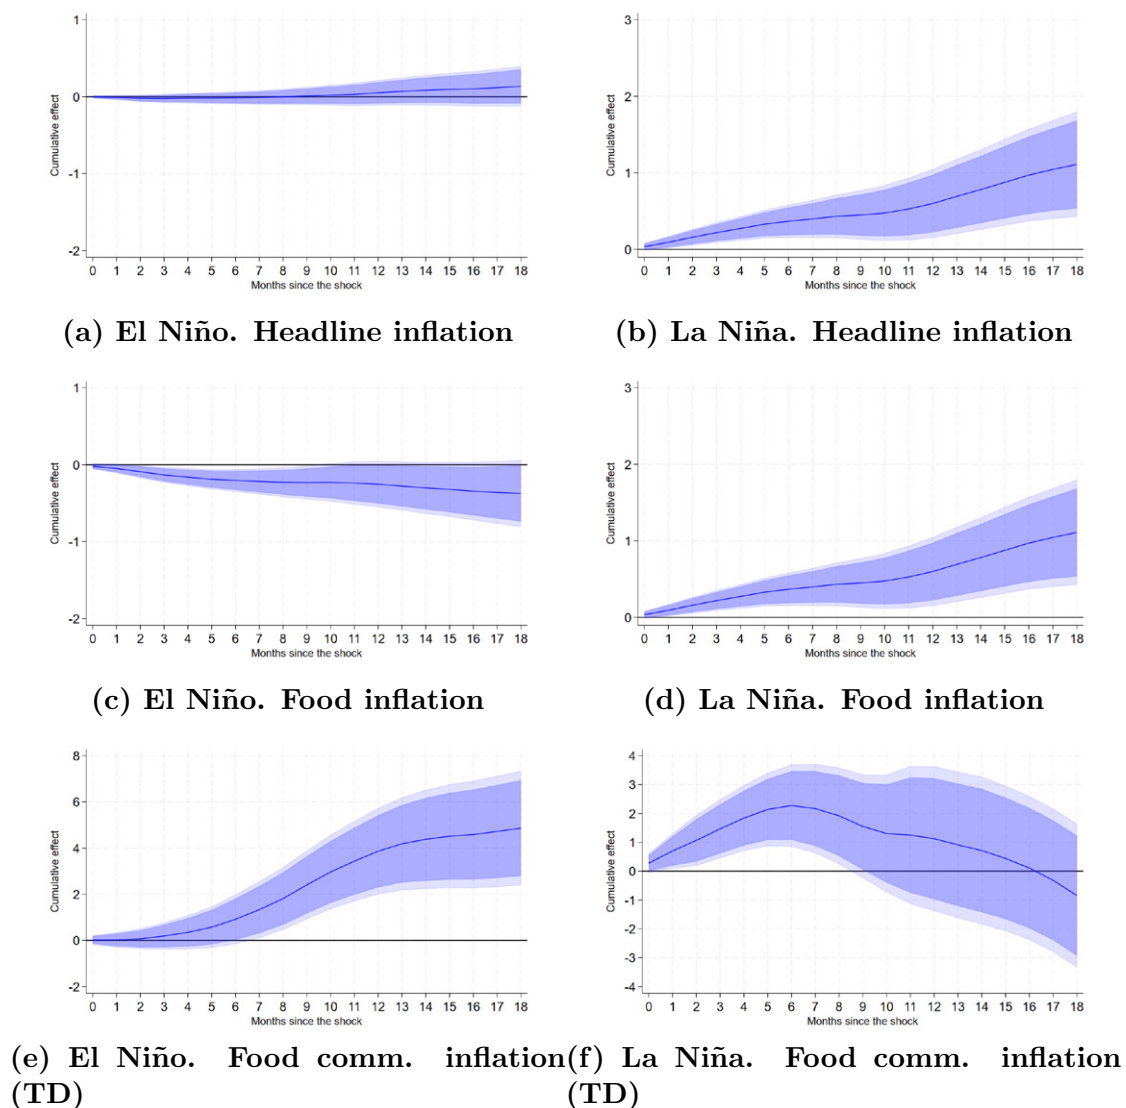 1
0
-1
-2
Cumulative effect
0 1 2 3 4 5 6 7 8 9 10 11 12 13 14 15 16 17 18
Months since the shock
(a) El Niño. Headline inflation
3
2
1
0
Cumulative effect
0 1 2 3 4 5 6 7 8 9 10 11 12 13 14 15 16 17 18
Months since the shock
(b) La Niña. Headline inflation
1
0
-1
-2
Cumulative effect
0 1 2 3 4 5 6 7 8 9 10 11 12 13 14 15 16 17 18
Months since the shock
(c) El Niño. Food inflation
3
2
1
0
Cumulative effect
0 1 2 3 4 5 6 7 8 9 10 11 12 13 14 15 16 17 18
Months since the shock
(d) La Niña. Food inflation
8
6
4
2
0
-2
Cumulative effect
0 1 2 3 4 5 6 7 8 9 10 11 12 13 14 15 16 17 18
Months since the shock
(e) El Niño. Food comm. inflation
(TD)
4
3
2
1
0
-1
-2
-3
-4
Cumulative effect
0 1 2 3 4 5 6 7 8 9 10 11 12 13 14 15 16 17 18
Months since the shock
(f) La Niña. Food comm. inflation
(TD)